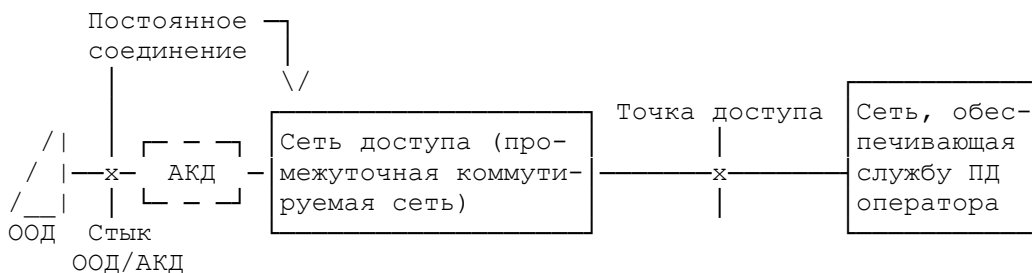 Постоянное
соединение
Точка доступа
Сеть доступа (про-
межуточная коммути-
руемая сеть)
Сеть, обес-
печивающая
службу ПД
оператора
x
АКД
x
ООД
Стык
ООД/АКД